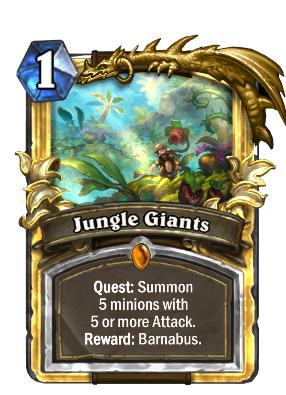 1
Jungle Giants
Quest: Summon
5 minions with
5 or more Attack.
Reward: Barnabus.